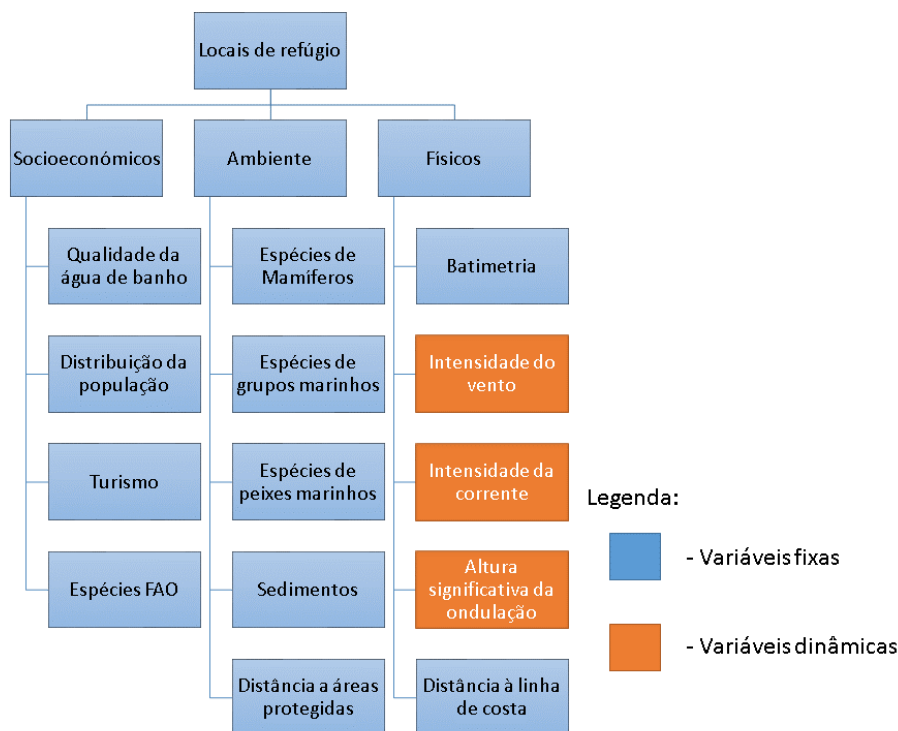 Locais de refúgio
Socioeconómicos
Ambiente
Físicos
Qualidade da
água de banho
Espécies de
Mamíferos
Batimetria
Distribuição da
população
Espécies de
grupos marinhos
Intensidade do
vento
Turismo
Espécies de
peixes marinhos
Intensidade da
corrente
Espécies FAO
Sedimentos
Altura
significativa da
ondulação
Distância a áreas
protegidas
Distância à linha
de costa
Legenda:
- Variáveis fixas
- Variáveis dinâmicas